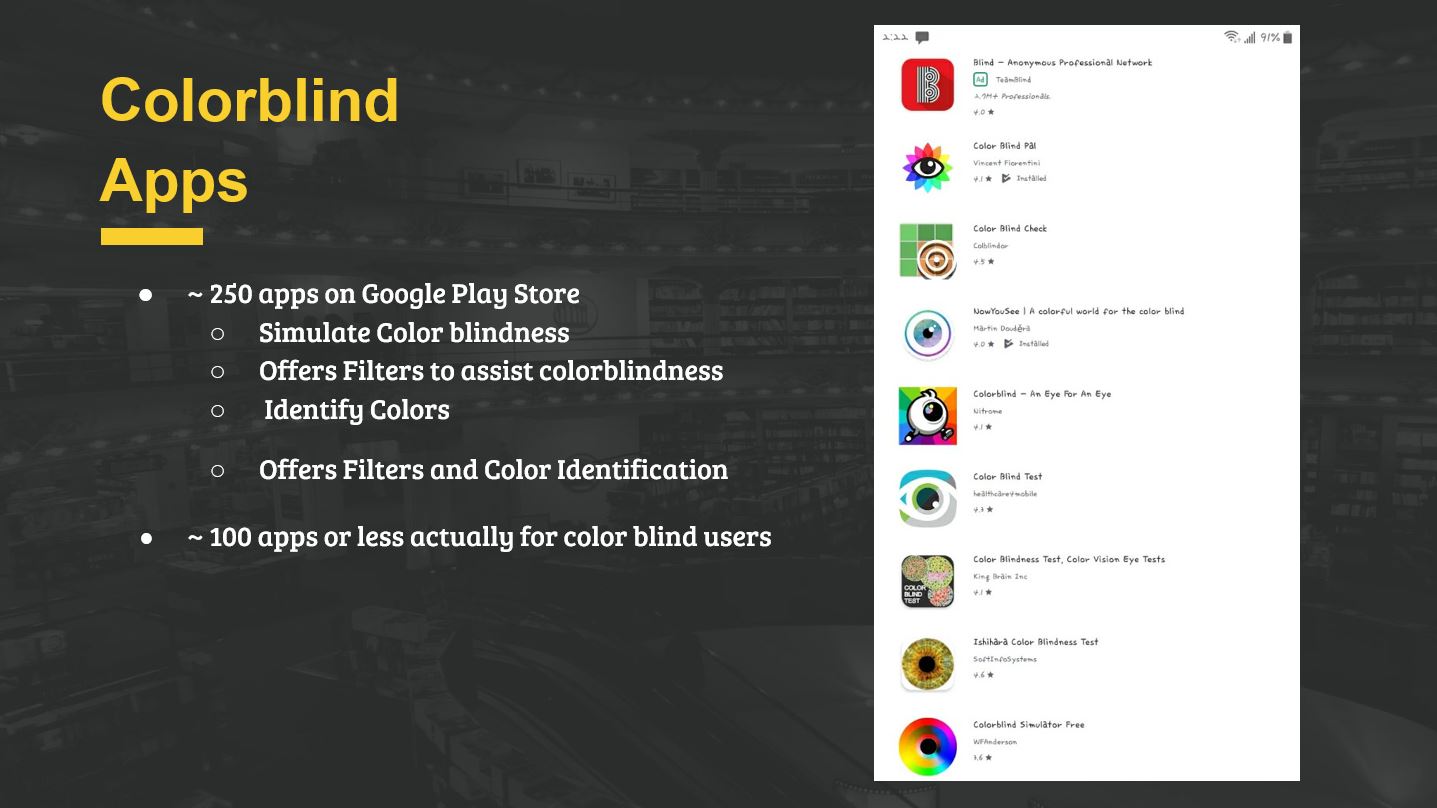 Colorblind
Apps
● ~ 250 apps on Google Play Store
○ Simulate Color blindness
○ Offers Filters to assist colorblindness
○ Identify Colors
○ Offers Filters and Color Identification
● ~ 100 apps or less actually for color blind users
2:22 91%
Blind - Anonymous Professional Network
Ad TeamBlind
Professionals
4.0 ★
Color Blind Pal
Vincent Fiorentini
4.1 ★ Installed
Color Blind Check
Colblindor
4.5 ★
NowYouSee | A colorful world for the color blind
Martin Douděra
4.0 ★ Installed
Colorblind - An Eye For An Eye
Nitrome
4.1 ★
Color Blind Test
healthcare4mobile
4.3 ★
COLOR
BLIND
TEST
Color Blindness Test, Color Vision Eye Tests
King Brain Inc
4.1 ★
Ishihara Color Blindness Test
SoftInfoSystems
4.6 ★
Colorblind Simulator Free
WFAnderson
3.6 ★